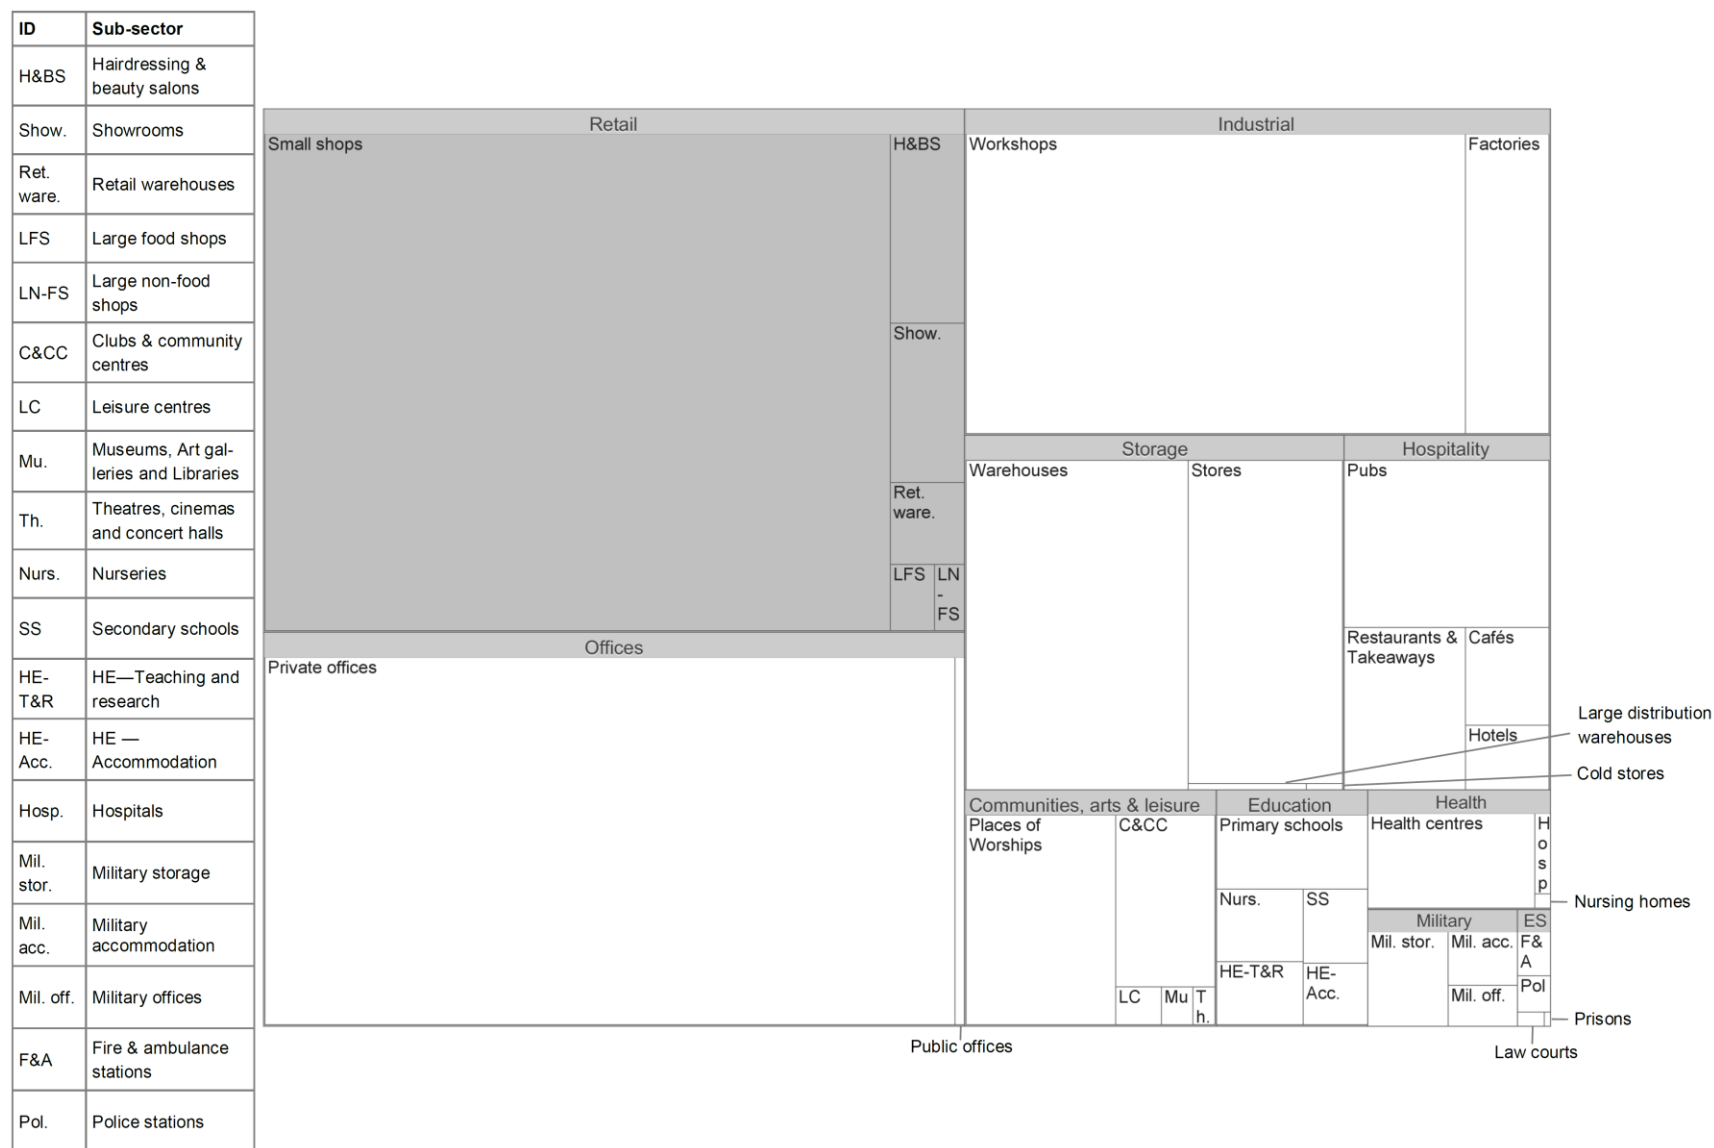 ID Sub-sector
H&BS Hairdressing &
beauty salons
Show. Showrooms
Ret.
ware. Retail warehouses
LFS Large food shops
LN-FS Large non-food
shops
C&CC Clubs & community
centres
LC Leisure centres
Mu. Museums, Art gal-
leries and Libraries
Th. Theatres, cinemas
and concert halls
Nurs. Nurseries
SS Secondary schools
HE-
T&R HE—Teaching and
research
HE-
Acc. HE —
Accommodation
Hosp. Hospitals
Mil.
stor. Military storage
Mil.
acc. Military
accommodation
Mil. off. Military offices
F&A Fire & ambulance
stations
Pol. Police stations
Retail
Small shops
H&BS
Show.
Ret.
ware.
LFS
LN
-
FS
Offices
Private offices
Public offices
Industrial
Workshops
Factories
Storage
Warehouses
Stores
Large distribution
warehouses
Cold stores
Hospitality
Pubs
Restaurants &
Takeaways
Cafés
Hotels
Communities, arts & leisure
Places of
Worships
C&CC
LC
Mu
T
h.
Education
Primary schools
Nurs.
SS
HE-T&R
HE-
Acc.
Health
Health centres
H
o
s
p
Nursing homes
Military
Mil. stor.
Mil. acc.
Mil. off.
ES
F&
A
Pol
Prisons
Law courts